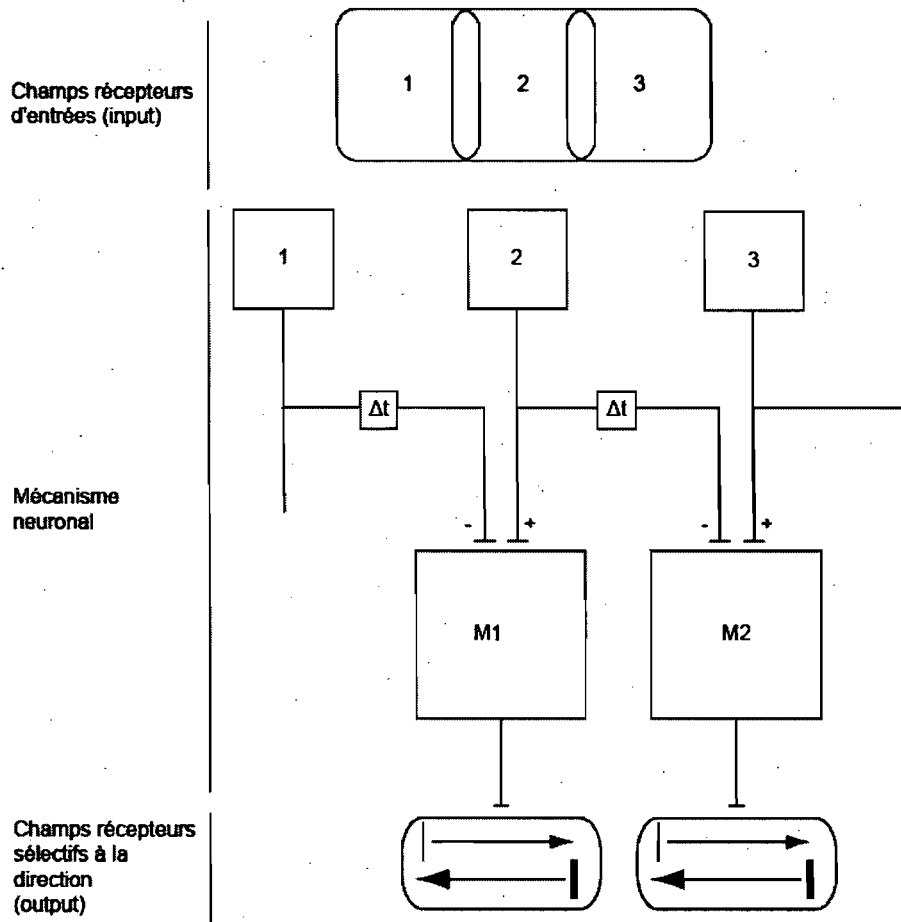 Champs récepteurs
d'entrées (input)
1
2
3
1
2
3
Δt
Δt
Mécanisme
neuronal
-
+
-
+
M1
M2
Champs récepteurs
sélectifs à la
direction
(output)